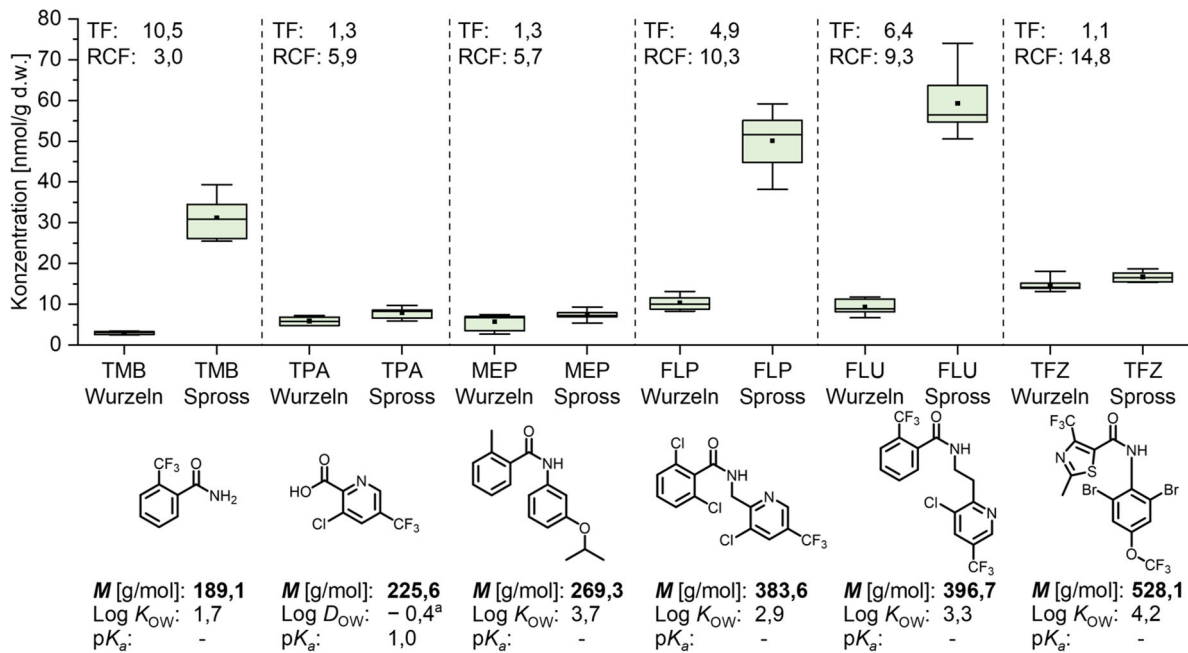 80
70
60
50
40
30
20
10
0
Konzentration [nmol/g d.w.]
TF: 10,5
RCF: 3,0
TF: 1,3
RCF: 5,9
TF: 1,3
RCF: 5,7
TF: 4,9
RCF: 10,3
TF: 6,4
RCF: 9,3
TF: 1,1
RCF: 14,8
TMB
Wurzeln
TMB
Spross
TPA
Wurzeln
TPA
Spross
MEP
Wurzeln
MEP
Spross
FLP
Wurzeln
FLP
Spross
FLU
Wurzeln
FLU
Spross
TFZ
Wurzeln
TFZ
Spross
CF₃
O
NH₂
O
HO
N
Cl
CF₃
O
NH
O
Cl
O
NH
Cl
N
Cl
CF₃
CF₃
O
NH
Cl
N
CF₃
F₃C
O
N
S
NH
Br
Br
O
CF₃
M [g/mol]: 189,1
Log KOW: 1,7
pKa: -
M [g/mol]: 225,6
Log DOW: − 0,4ᵃ
pKa: 1,0
M [g/mol]: 269,3
Log KOW: 3,7
pKa: -
M [g/mol]: 383,6
Log KOW: 2,9
pKa: -
M [g/mol]: 396,7
Log KOW: 3,3
pKa: -
M [g/mol]: 528,1
Log KOW: 4,2
pKa: -